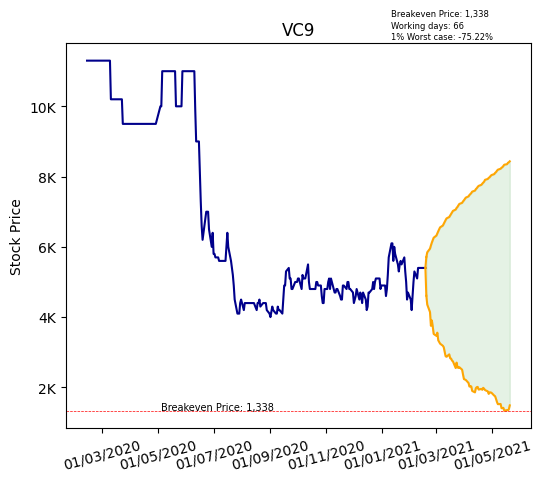 Breakeven Price: 1,338
Working days: 66
1% Worst case: -75.22%
VC9
Stock Price
10K
8K
6K
4K
2K
Breakeven Price: 1,338
01/03/2020
01/05/2020
01/07/2020
01/09/2020
01/11/2020
01/01/2021
01/03/2021
01/05/2021